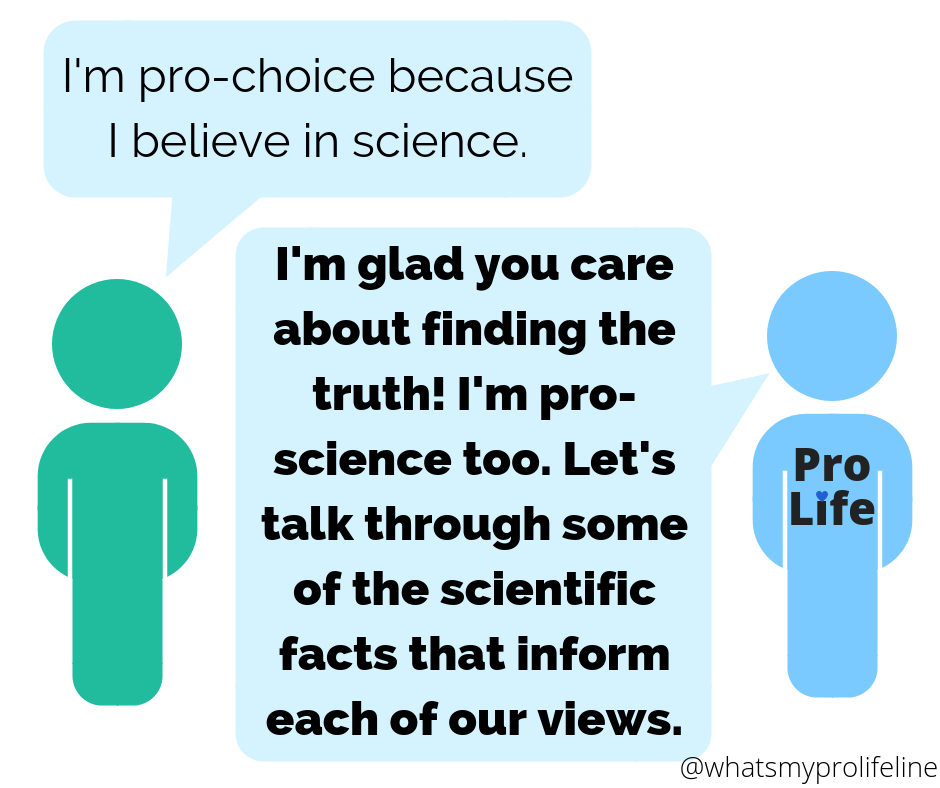 I'm pro-choice because
I believe in science.
I'm glad you care
about finding the
truth! I'm pro-
science too. Let's
talk through some
of the scientific
facts that inform
each of our views.
Pro
Life
@whatsmyprolifeline